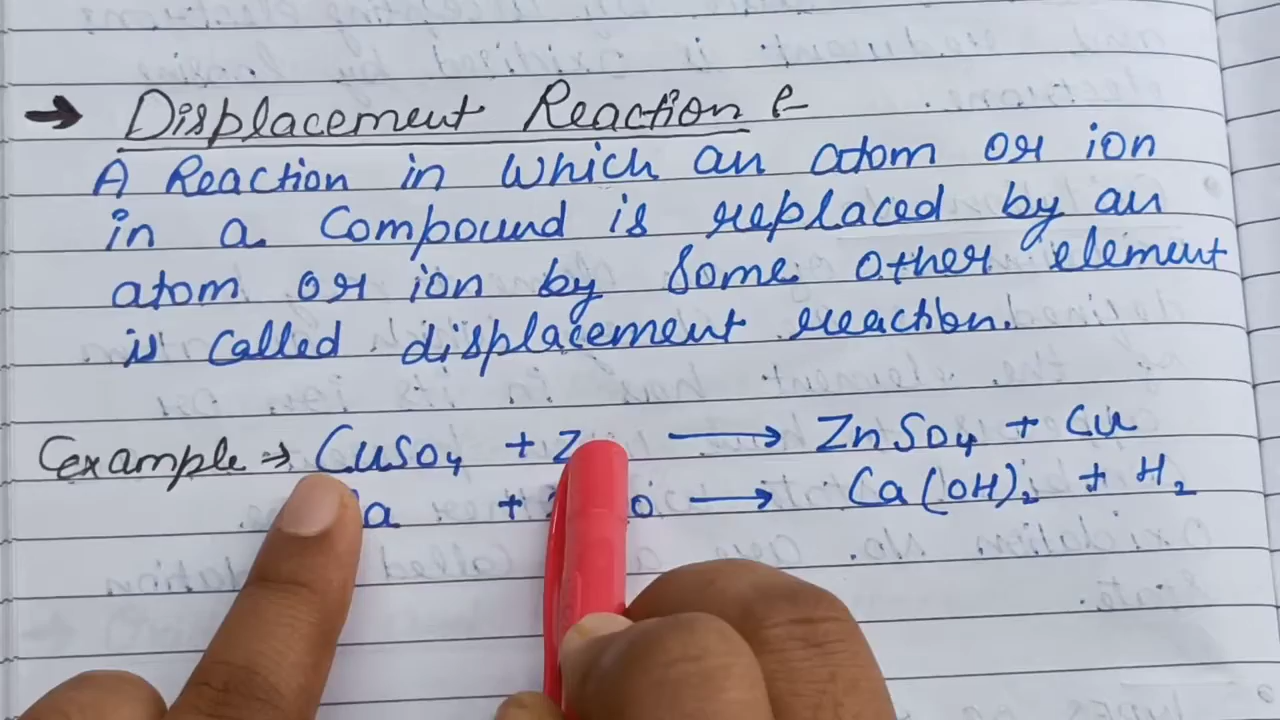 → Displacement Reaction :-
A Reaction in which an atom or ion
in a Compound is replaced by an
atom or ion by Some other element
is called displacement reaction.
Example → CuSO₄ + → ZnSO₄ + Cu
+ → Ca(OH)₂ + H₂